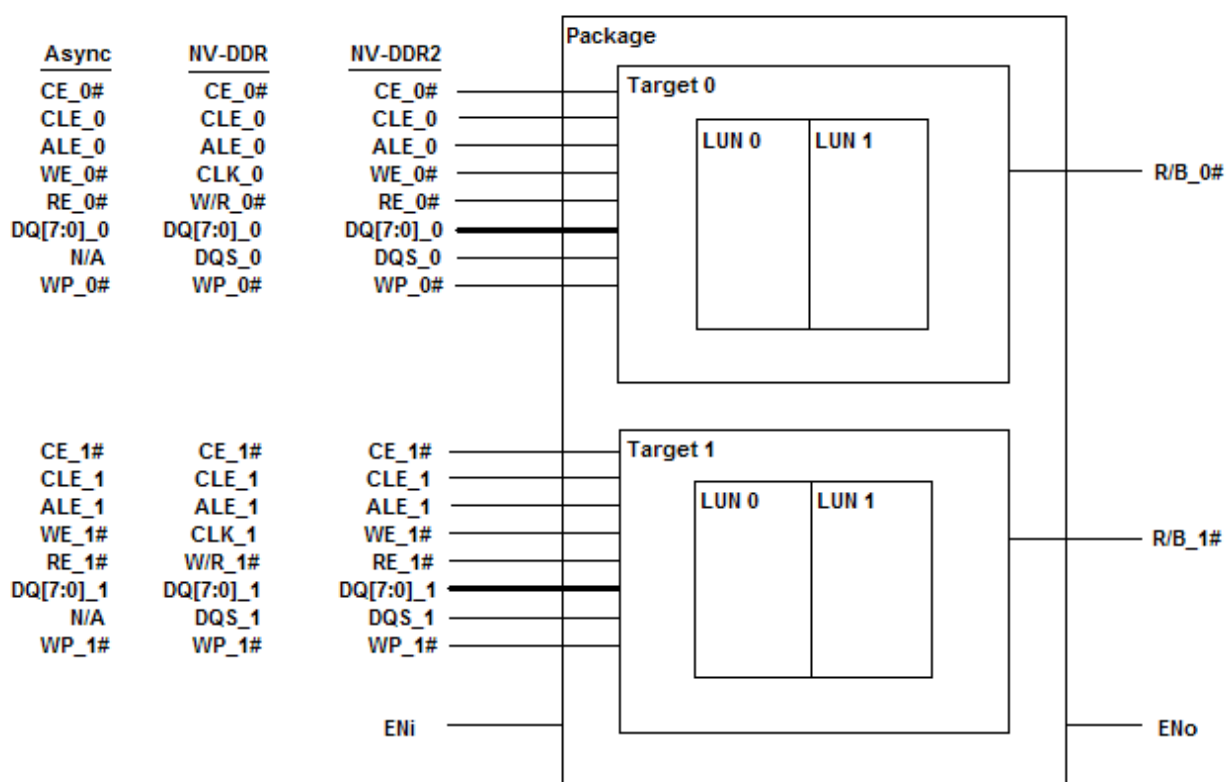 Package
Async NV-DDR NV-DDR2
Target 0
CE_0# CE_0# CE_0#
CLE_0 CLE_0 CLE_0
ALE_0 ALE_0 ALE_0
LUN 0 LUN 1
WE_0# CLK_0 WE_0#
R/B_0#
RE_0# W/R_0# RE_0#
DQ[7:0]_0 DQ[7:0]_0 DQ[7:0]_0
N/A DQS_0 DQS_0
WP_0# WP_0# WP_0#
Target 1
CE_1# CE_1# CE_1#
CLE_1 CLE_1 CLE_1
LUN 0 LUN 1
ALE_1 ALE_1 ALE_1
WE_1# CLK_1 WE_1#
R/B_1#
RE_1# W/R_1# RE_1#
DQ[7:0]_1 DQ[7:0]_1 DQ[7:0]_1
N/A DQS_1 DQS_1
WP_1# WP_1# WP_1#
ENi ENo